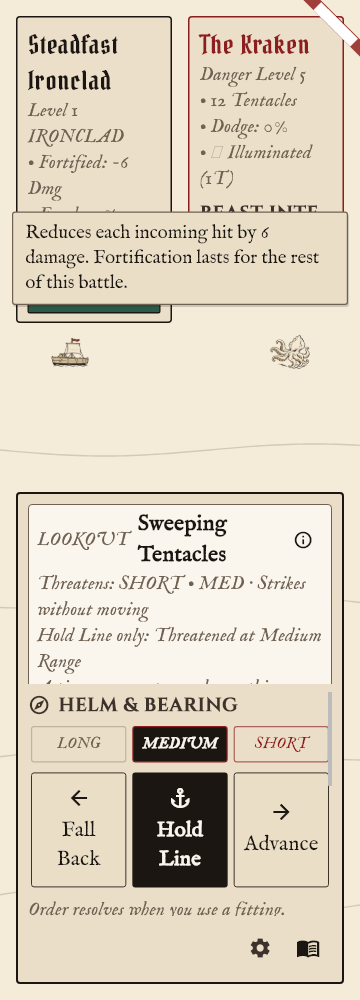 Steadfast
Ironclad
Level 1
IRONCLAD
• Fortified: -6
Dmg
The Kraken
Danger Level 5
• 12 Tentacles
• Dodge: 0%
• Illuminated
(1T)
Reduces each incoming hit by 6
damage. Fortification lasts for the rest
of this battle.
LOOKOUT Sweeping
Tentacles
Threatens: SHORT • MED · Strikes
without moving
Hold Line only: Threatened at Medium
Range
HELM & BEARING
LONG MEDIUM SHORT
Fall
Back
Hold
Line
Advance
Order resolves when you use a fitting.